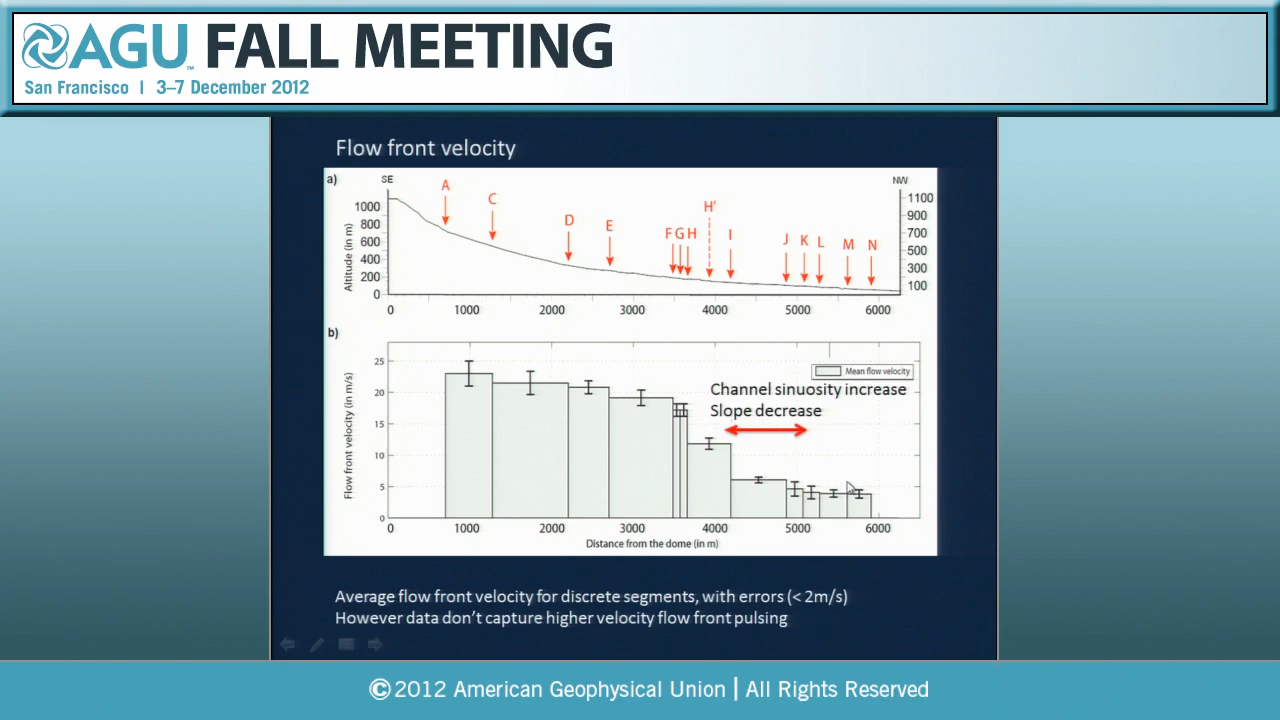 AGU FALL MEETING
San Francisco | 3–7 December 2012
Flow front velocity
a)
SE
NW
A
C
D
E
F G H
H'
I
J K L M N
Altitude (in m)
1000
800
600
400
200
0
1100
900
700
500
300
100
0 1000 2000 3000 4000 5000 6000
b)
Flow front velocity (in m/s)
25
20
15
10
5
0
Mean flow velocity
Channel sinuosity increase
Slope decrease
0 1000 2000 3000 4000 5000 6000
Distance from the dome (in m)
Average flow front velocity for discrete segments, with errors (< 2m/s)
However data don't capture higher velocity flow front pulsing
©2012 American Geophysical Union | All Rights Reserved